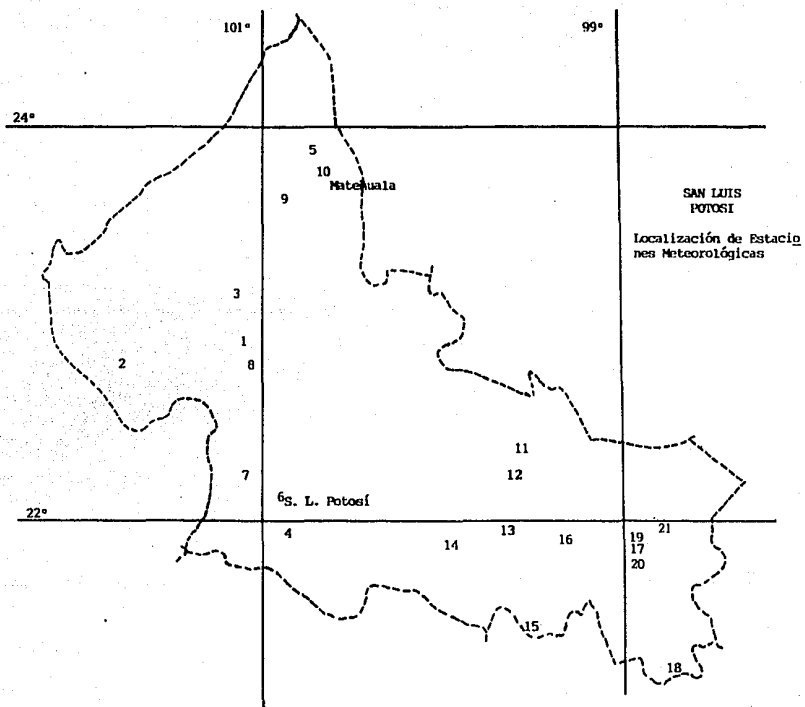 101° 99°
24°
5
10
Matehuala
9
SAN LUIS
POTOSI
Localización de Estacio
nes Meteorológicas
3
1
2 8
11
7 12
6 S. L. Potosí
22°
4 13 21
14 16 19
17
20
15
18